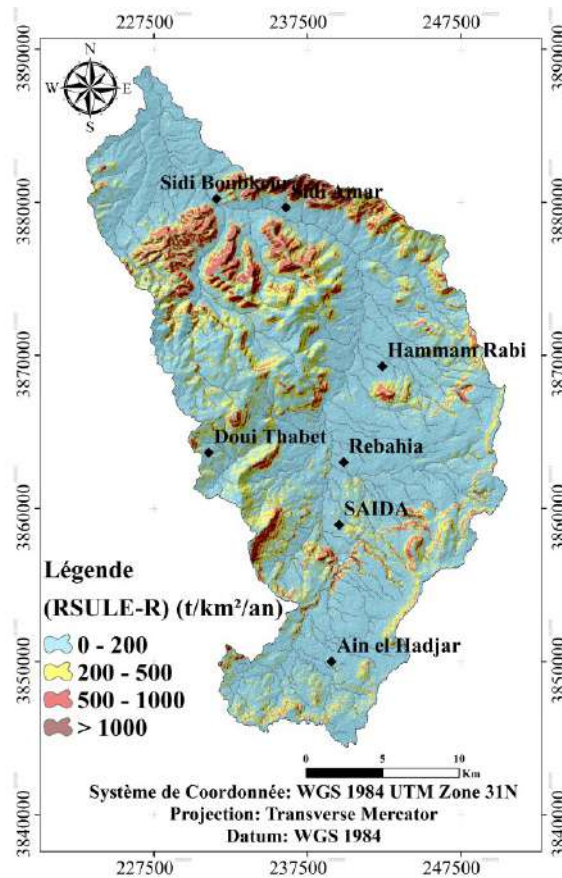 227500 237500 247500
3890000 3890000
N
W E
S
Sidi Boubkeur
Sidi Amar
3880000 3880000
Hammam Rabi
3870000 3870000
Doui Thabet
Rebahia
3860000 3860000
SAIDA
Légende
(RSULE-R) (t/km²/an)
0 - 200
200 - 500
500 - 1000
> 1000
Ain el Hadjar
3850000 3850000
0 5 10
Km
Système de Coordonnée: WGS 1984 UTM Zone 31N
Projection: Transverse Mercator
Datum: WGS 1984
3840000 3840000
227500 237500 247500